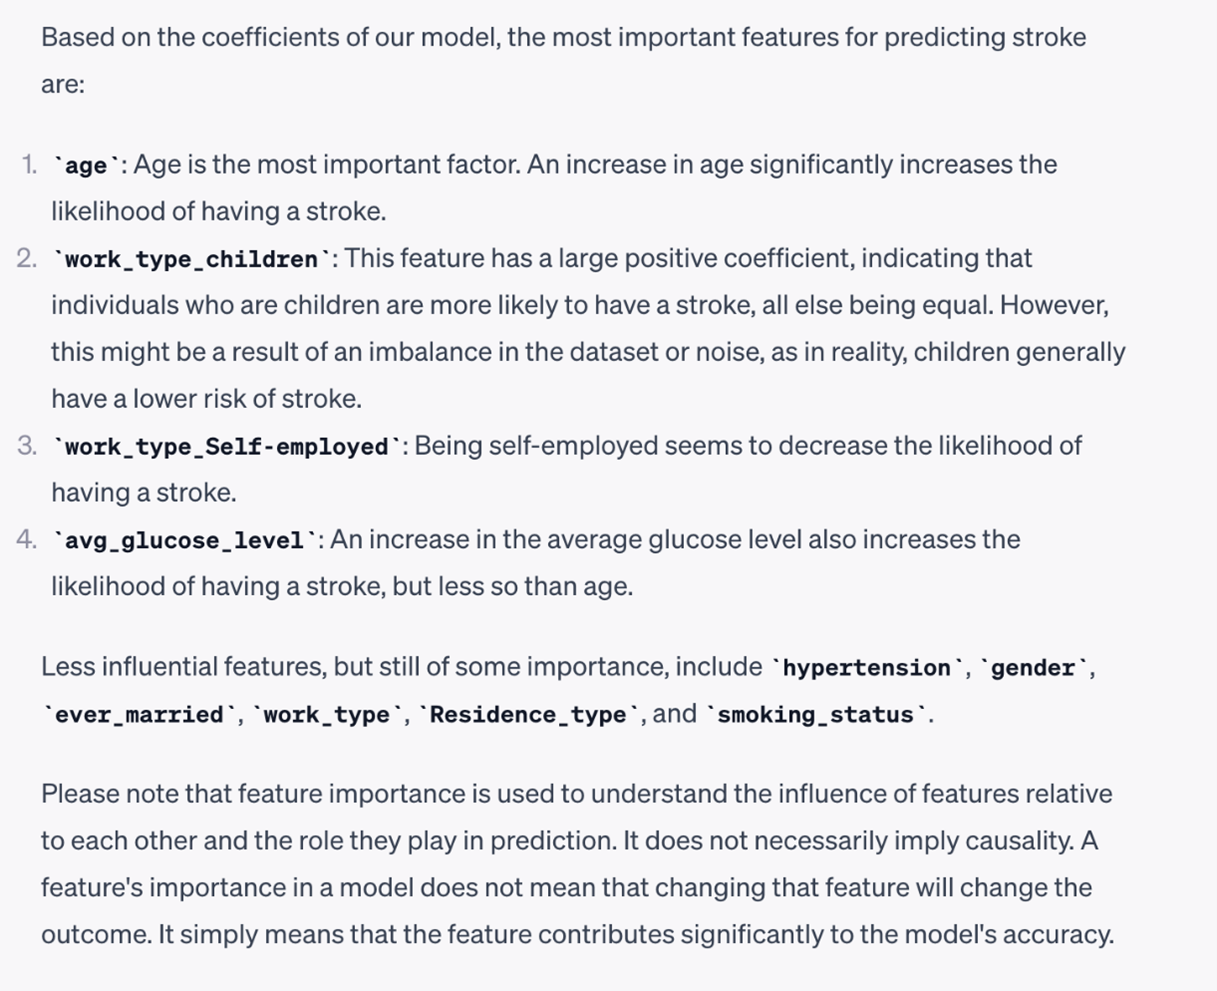 Based on the coefficients of our model, the most important features for predicting stroke
are:
1. `age`: Age is the most important factor. An increase in age significantly increases the
likelihood of having a stroke.
2. `work_type_children`: This feature has a large positive coefficient, indicating that
individuals who are children are more likely to have a stroke, all else being equal. However,
this might be a result of an imbalance in the dataset or noise, as in reality, children generally
have a lower risk of stroke.
3. `work_type_Self-employed`: Being self-employed seems to decrease the likelihood of
having a stroke.
4. `avg_glucose_level`: An increase in the average glucose level also increases the
likelihood of having a stroke, but less so than age.
Less influential features, but still of some importance, include `hypertension`, `gender`,
`ever_married`, `work_type`, `Residence_type`, and `smoking_status`.
Please note that feature importance is used to understand the influence of features relative
to each other and the role they play in prediction. It does not necessarily imply causality. A
feature's importance in a model does not mean that changing that feature will change the
outcome. It simply means that the feature contributes significantly to the model's accuracy.